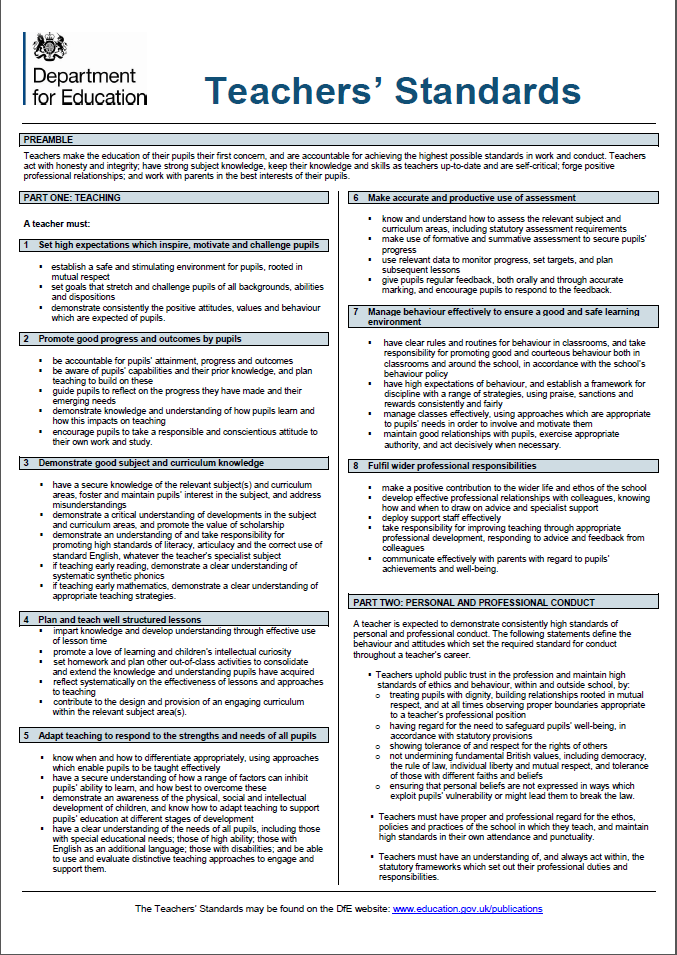 Department
for Education
Teachers' Standards
PREAMBLE
Teachers make the education of their pupils their first concern, and are accountable for achieving the highest possible standards in work and conduct. Teachers
act with honesty and integrity; have strong subject knowledge, keep their knowledge and skills as teachers up-to-date and are self-critical; forge positive
professional relationships; and work with parents in the best interests of their pupils.
PART ONE: TEACHING
A teacher must:
1 Set high expectations which inspire, motivate and challenge pupils
▪ establish a safe and stimulating environment for pupils, rooted in
mutual respect
▪ set goals that stretch and challenge pupils of all backgrounds, abilities
and dispositions
▪ demonstrate consistently the positive attitudes, values and behaviour
which are expected of pupils.
2 Promote good progress and outcomes by pupils
▪ be accountable for pupils' attainment, progress and outcomes
▪ be aware of pupils' capabilities and their prior knowledge, and plan
teaching to build on these
▪ guide pupils to reflect on the progress they have made and their
emerging needs
▪ demonstrate knowledge and understanding of how pupils learn and
how this impacts on teaching
▪ encourage pupils to take a responsible and conscientious attitude to
their own work and study.
3 Demonstrate good subject and curriculum knowledge
▪ have a secure knowledge of the relevant subject(s) and curriculum
areas, foster and maintain pupils' interest in the subject, and address
misunderstandings
▪ demonstrate a critical understanding of developments in the subject
and curriculum areas, and promote the value of scholarship
▪ demonstrate an understanding of and take responsibility for
promoting high standards of literacy, articulacy and the correct use of
standard English, whatever the teacher's specialist subject
▪ if teaching early reading, demonstrate a clear understanding of
systematic synthetic phonics
▪ if teaching early mathematics, demonstrate a clear understanding of
appropriate teaching strategies.
4 Plan and teach well structured lessons
▪ impart knowledge and develop understanding through effective use
of lesson time
▪ promote a love of learning and children's intellectual curiosity
▪ set homework and plan other out-of-class activities to consolidate
and extend the knowledge and understanding pupils have acquired
▪ reflect systematically on the effectiveness of lessons and approaches
to teaching
▪ contribute to the design and provision of an engaging curriculum
within the relevant subject area(s).
5 Adapt teaching to respond to the strengths and needs of all pupils
▪ know when and how to differentiate appropriately, using approaches
which enable pupils to be taught effectively
▪ have a secure understanding of how a range of factors can inhibit
pupils' ability to learn, and how best to overcome these
▪ demonstrate an awareness of the physical, social and intellectual
development of children, and know how to adapt teaching to support
pupils' education at different stages of development
▪ have a clear understanding of the needs of all pupils, including those
with special educational needs; those of high ability; those with
English as an additional language; those with disabilities; and be able
to use and evaluate distinctive teaching approaches to engage and
support them.
6 Make accurate and productive use of assessment
▪ know and understand how to assess the relevant subject and
curriculum areas, including statutory assessment requirements
▪ make use of formative and summative assessment to secure pupils'
progress
▪ use relevant data to monitor progress, set targets, and plan
subsequent lessons
▪ give pupils regular feedback, both orally and through accurate
marking, and encourage pupils to respond to the feedback.
7 Manage behaviour effectively to ensure a good and safe learning
environment
▪ have clear rules and routines for behaviour in classrooms, and take
responsibility for promoting good and courteous behaviour both in
classrooms and around the school, in accordance with the school's
behaviour policy
▪ have high expectations of behaviour, and establish a framework for
discipline with a range of strategies, using praise, sanctions and
rewards consistently and fairly
▪ manage classes effectively, using approaches which are appropriate
to pupils' needs in order to involve and motivate them
▪ maintain good relationships with pupils, exercise appropriate
authority, and act decisively when necessary.
8 Fulfil wider professional responsibilities
▪ make a positive contribution to the wider life and ethos of the school
▪ develop effective professional relationships with colleagues, knowing
how and when to draw on advice and specialist support
▪ deploy support staff effectively
▪ take responsibility for improving teaching through appropriate
professional development, responding to advice and feedback from
colleagues
▪ communicate effectively with parents with regard to pupils'
achievements and well-being.
PART TWO: PERSONAL AND PROFESSIONAL CONDUCT
A teacher is expected to demonstrate consistently high standards of
personal and professional conduct. The following statements define the
behaviour and attitudes which set the required standard for conduct
throughout a teacher's career.
▪ Teachers uphold public trust in the profession and maintain high
standards of ethics and behaviour, within and outside school, by:
o treating pupils with dignity, building relationships rooted in mutual
respect, and at all times observing proper boundaries appropriate
to a teacher's professional position
o having regard for the need to safeguard pupils' well-being, in
accordance with statutory provisions
o showing tolerance of and respect for the rights of others
o not undermining fundamental British values, including democracy,
the rule of law, individual liberty and mutual respect, and tolerance
of those with different faiths and beliefs
o ensuring that personal beliefs are not expressed in ways which
exploit pupils' vulnerability or might lead them to break the law.
▪ Teachers must have proper and professional regard for the ethos,
policies and practices of the school in which they teach, and maintain
high standards in their own attendance and punctuality.
▪ Teachers must have an understanding of, and always act within, the
statutory frameworks which set out their professional duties and
responsibilities.
The Teachers' Standards may be found on the DfE website: www.education.gov.uk/publications